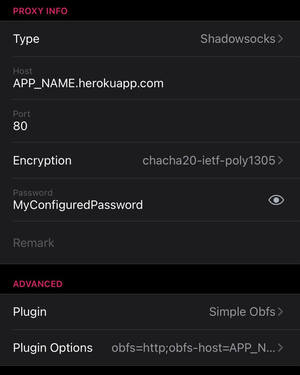 PROXY INFO
Type Shadowsocks
Host
APP_NAME.herokuapp.com
Port
80
Encryption chacha20-ietf-poly1305
Password
MyConfiguredPassword
Remark
ADVANCED
Plugin Simple Obfs
Plugin Options obfs=http;obfs-host=APP_N...